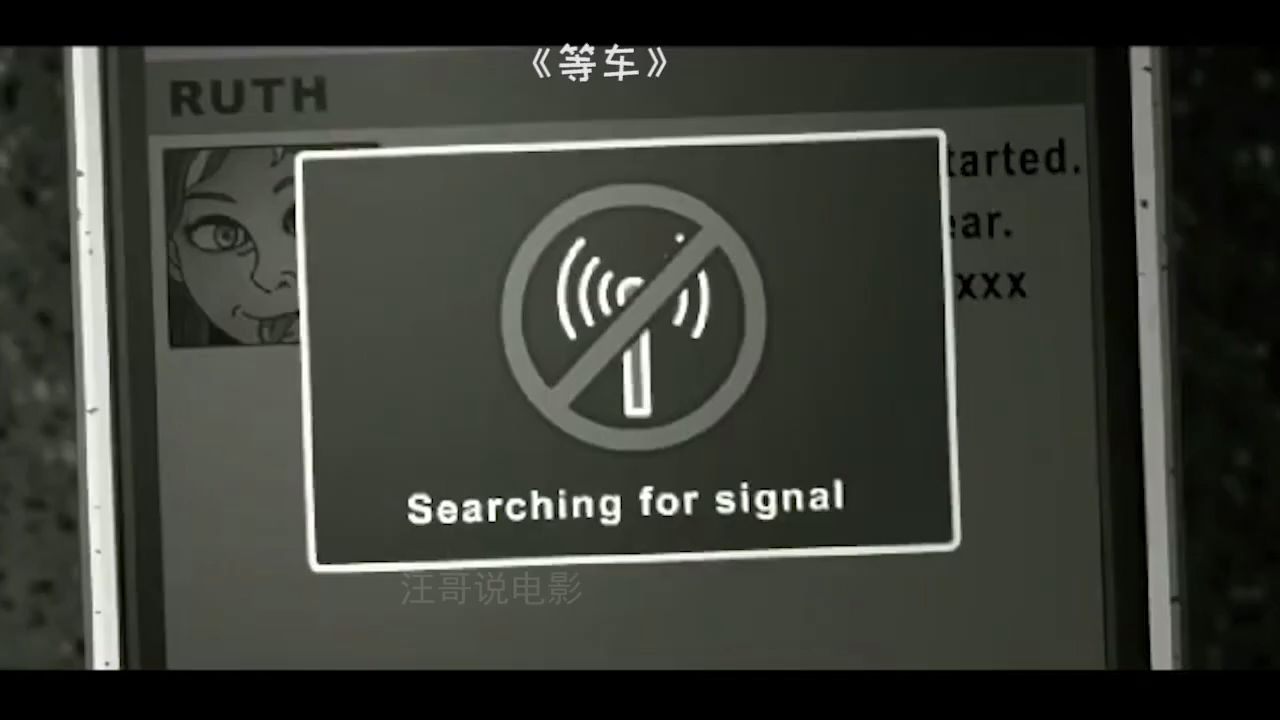 《等车》
RUTH
tarted.
ear.
xxx
Searching for signal
汪哥说电影